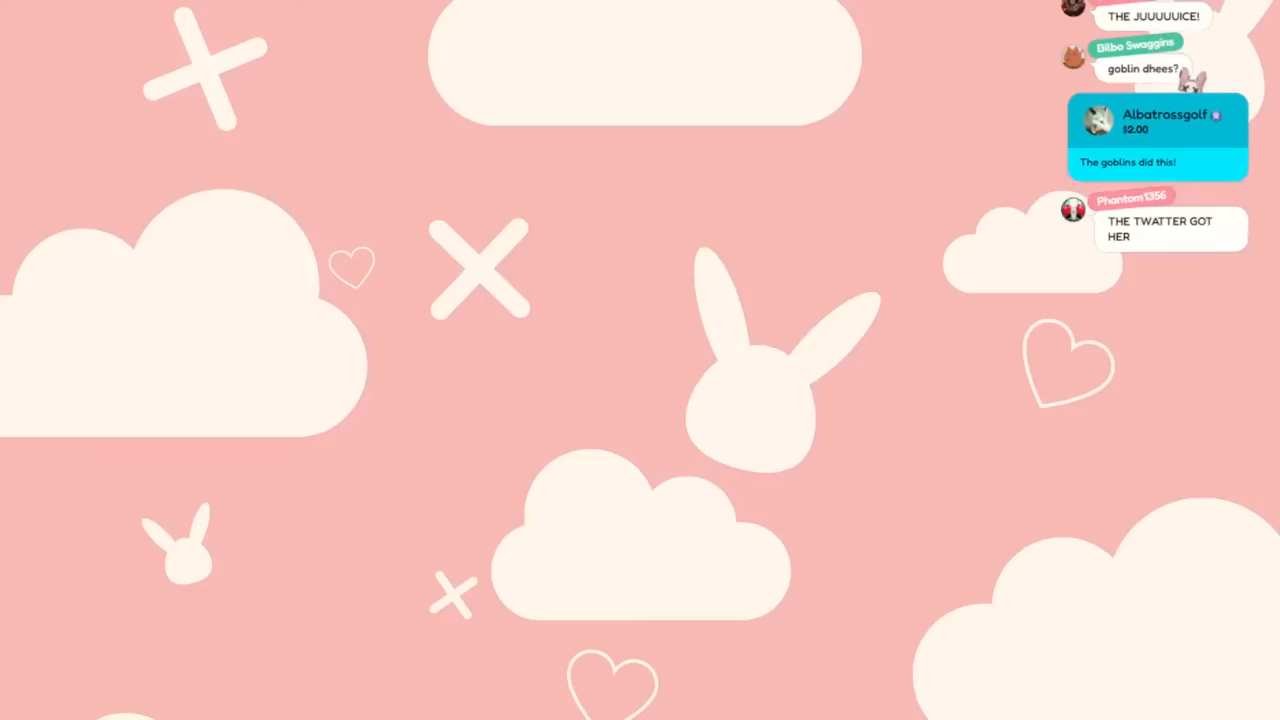 THE JUUUUUICE!
Bilbo Swaggins
goblin dhees?
Albatrossgolf
$2.00
The goblins did this!
Phantom1356
THE TWATTER GOT
HER